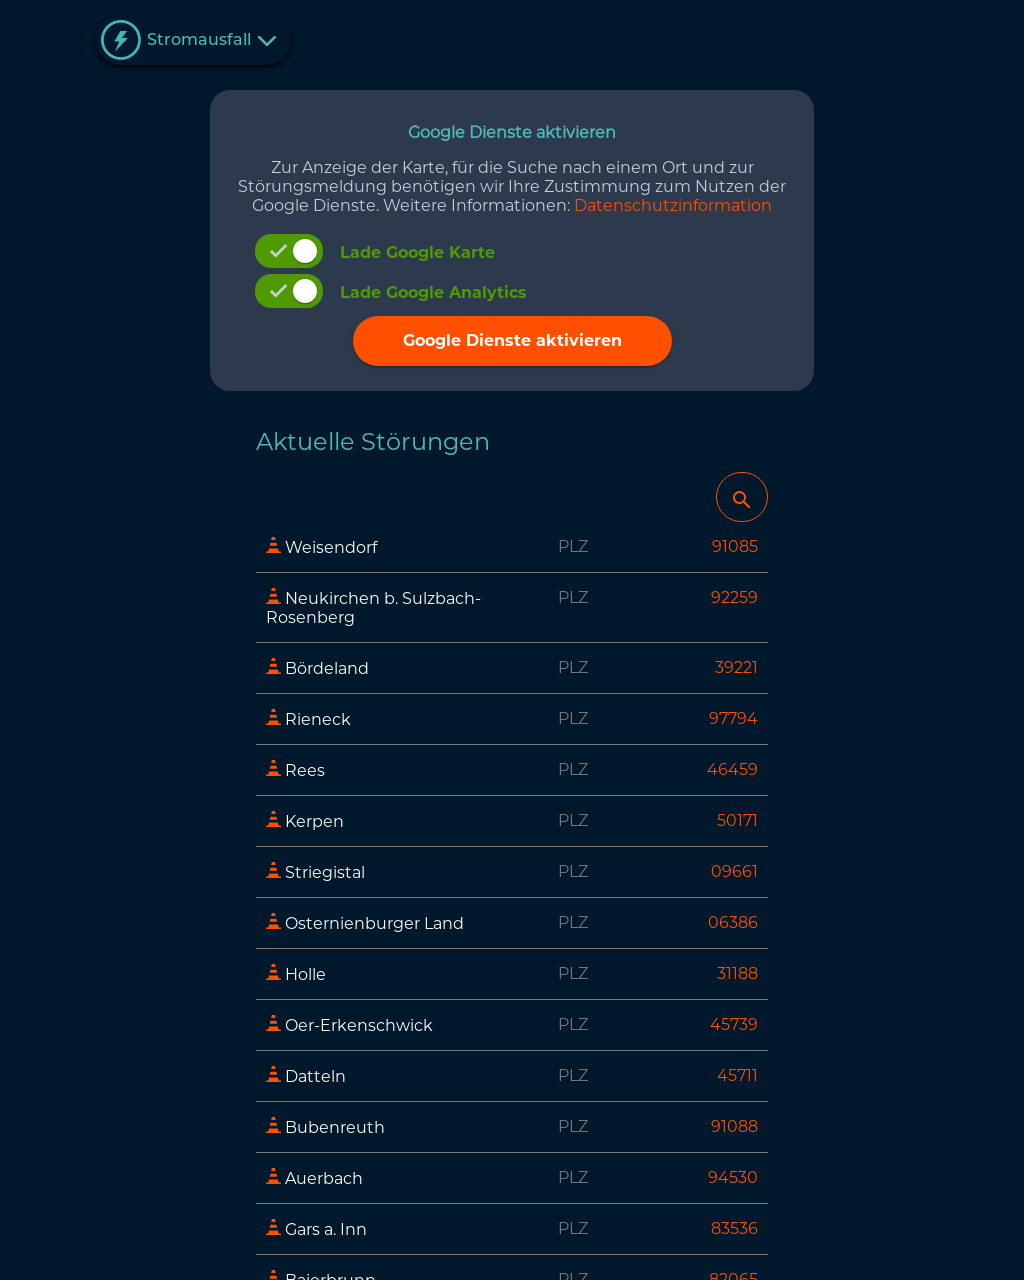 Stromausfall
Google Dienste aktivieren
Zur Anzeige der Karte, für die Suche nach einem Ort und zur
Störungsmeldung benötigen wir Ihre Zustimmung zum Nutzen der
Google Dienste. Weitere Informationen: Datenschutzinformation
Lade Google Karte
Lade Google Analytics
Google Dienste aktivieren
Aktuelle Störungen
Weisendorf PLZ 91085
Neukirchen b. Sulzbach- PLZ 92259
Rosenberg
Bördeland PLZ 39221
Rieneck PLZ 97794
Rees PLZ 46459
Kerpen PLZ 50171
Striegistal PLZ 09661
Osternienburger Land PLZ 06386
Holle PLZ 31188
Oer-Erkenschwick PLZ 45739
Datteln PLZ 45711
Bubenreuth PLZ 91088
Auerbach PLZ 94530
Gars a. Inn PLZ 83536
Baierbrunn PLZ 82065